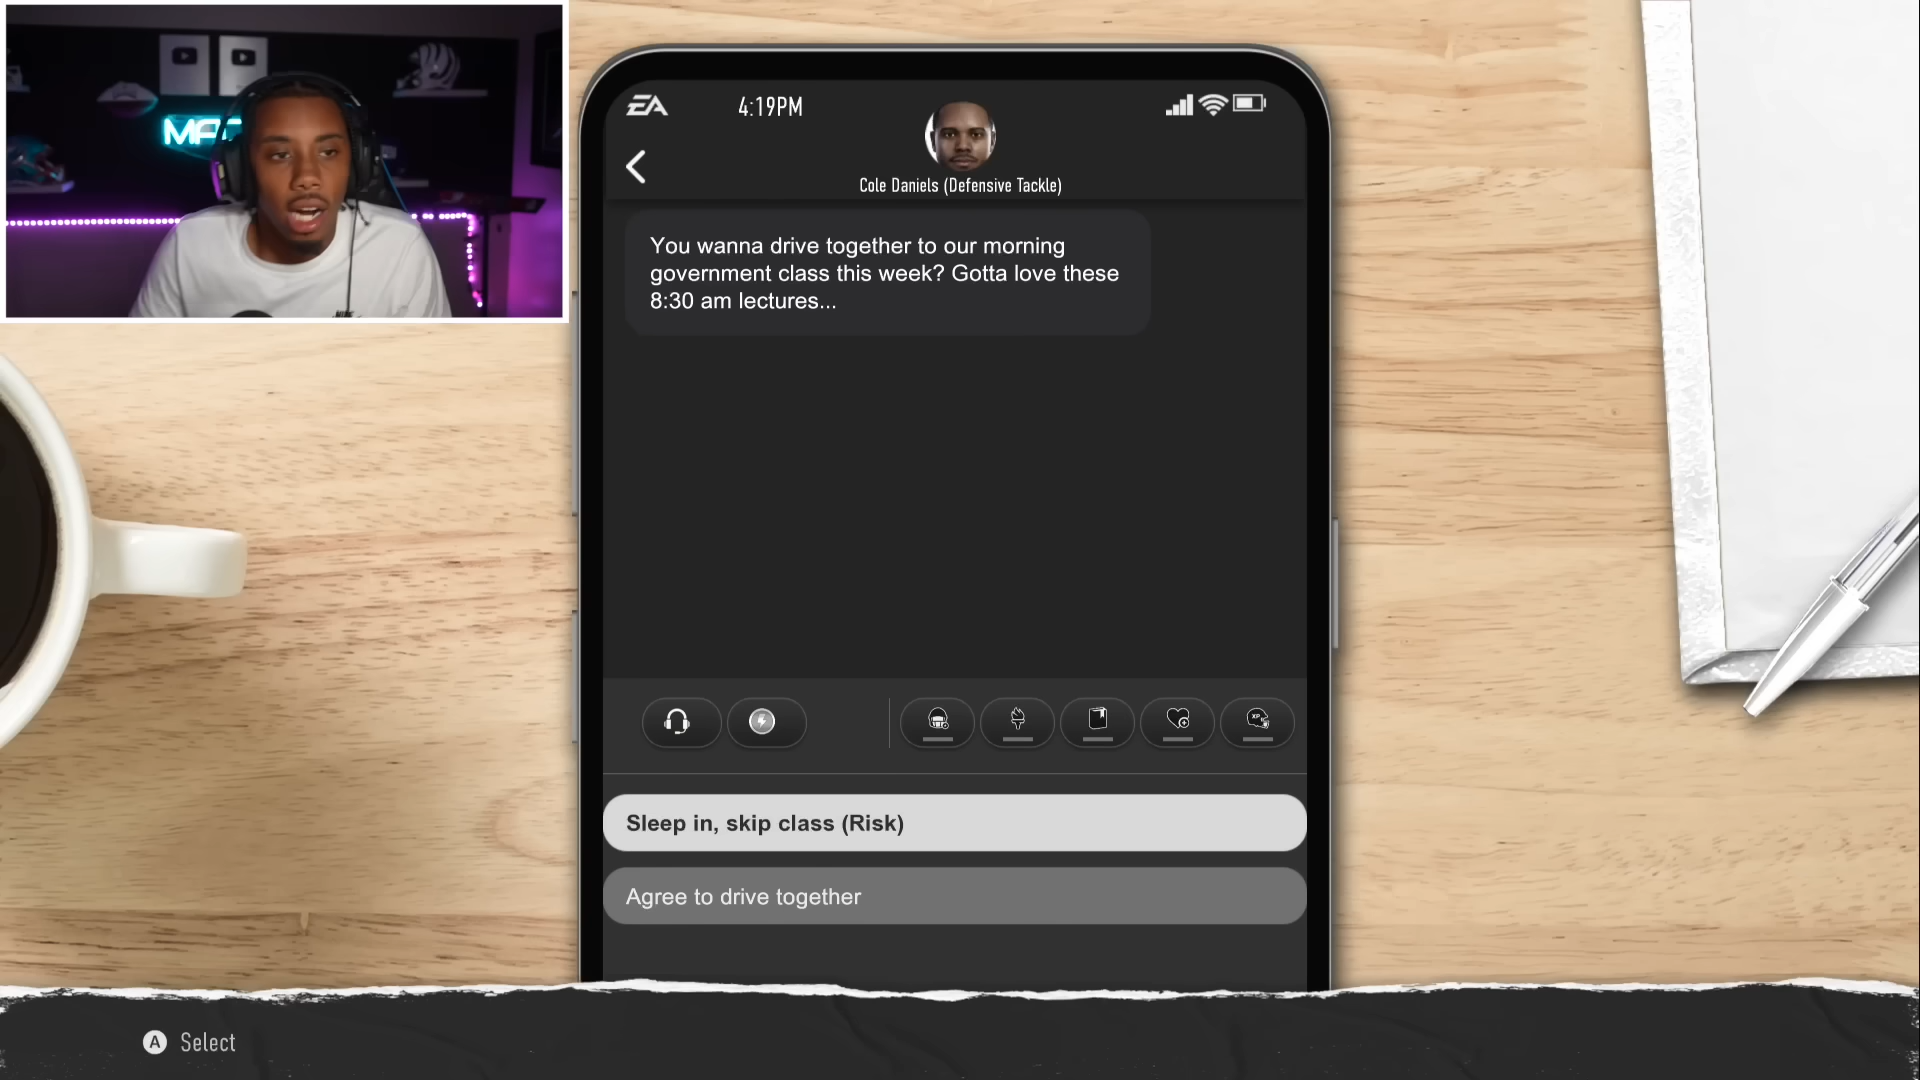 EA
4:19PM
Cole Daniels (Defensive Tackle)
You wanna drive together to our morning
government class this week? Gotta love these
8:30 am lectures...
XP
Sleep in, skip class (Risk)
Agree to drive together
A Select